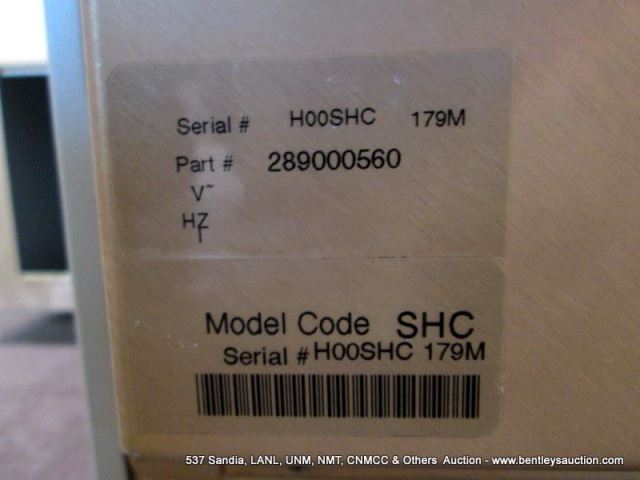 Serial # H00SHC 179M
Part # 289000560
V~
HZ
Model Code SHC
Serial # H00SHC 179M
537 Sandia, LANL, UNM, NMT, CNMCC & Others Auction - www.bentleysauction.com